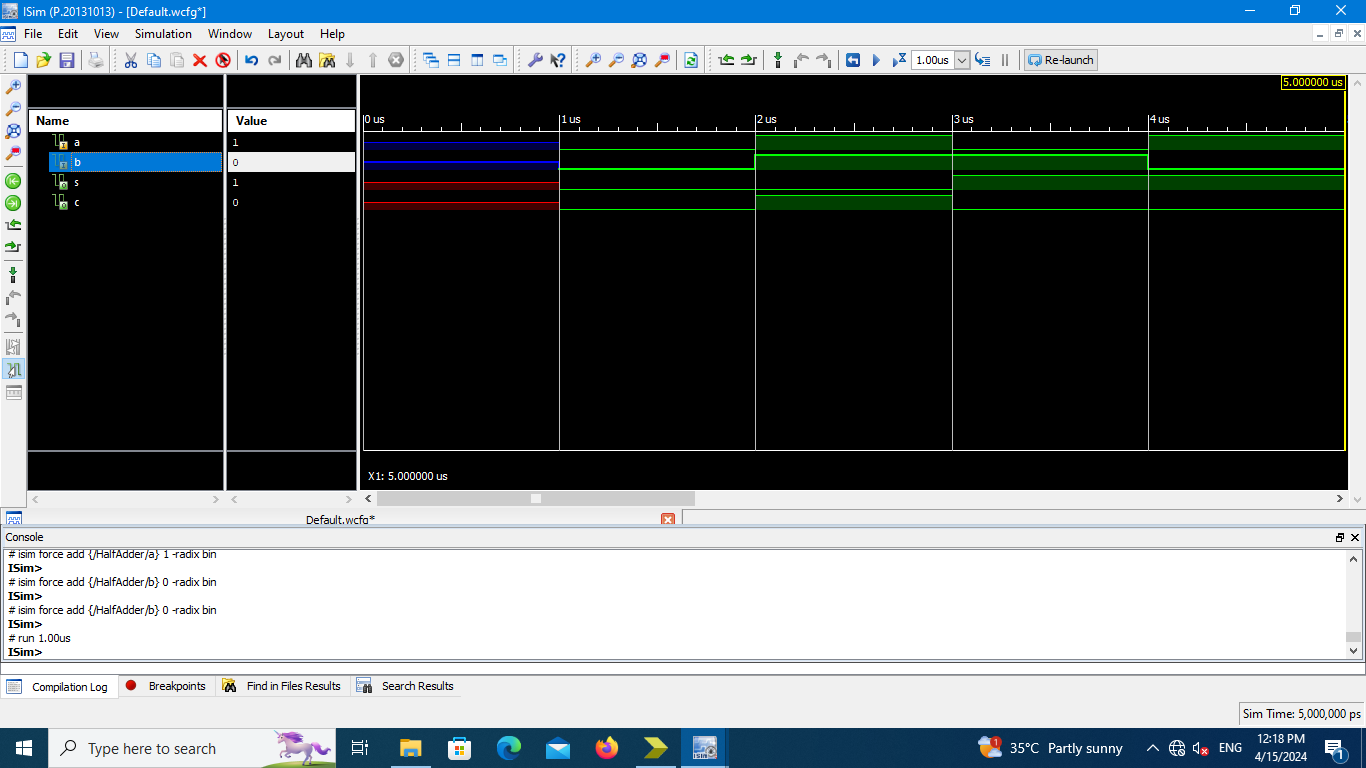 ISim (P.20131013) - [Default.wcfg*]
File Edit View Simulation Window Layout Help
1.00us
Re-launch
5.000000 us
Name Value
0 us 1 us 2 us 3 us 4 us
a 1
b 0
s 1
c 0
X1: 5.000000 us
Default.wcfg*
Console
# isim force add {/HalfAdder/a} 1 -radix bin
ISim>
# isim force add {/HalfAdder/b} 0 -radix bin
ISim>
# isim force add {/HalfAdder/b} 0 -radix bin
ISim>
# run 1.00us
ISim>
Compilation Log Breakpoints Find in Files Results Search Results
Sim Time: 5,000,000 ps
Type here to search
35°C Partly sunny
ENG
12:18 PM
4/15/2024
1
1